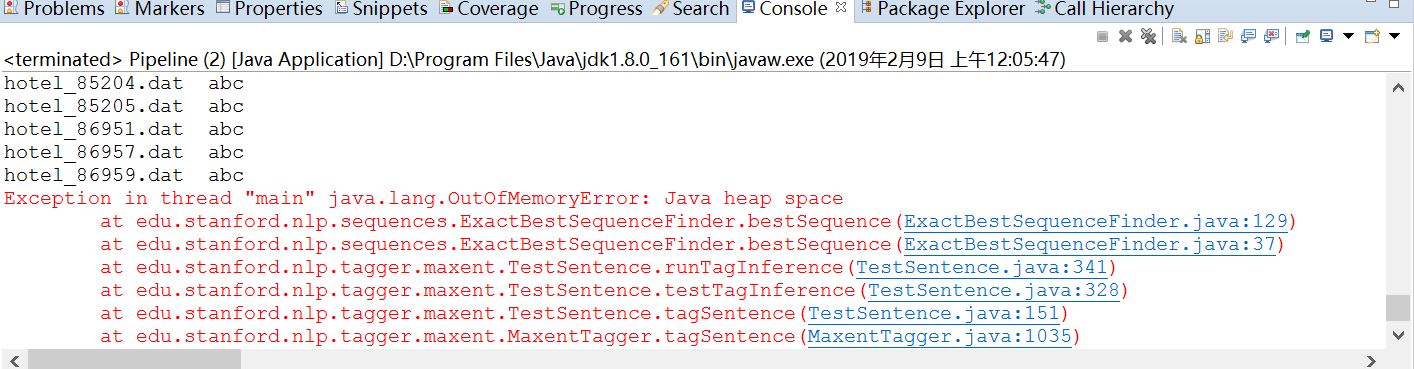 Problems Markers Properties Snippets Coverage Progress Search Console Package Explorer Call Hierarchy
<terminated> Pipeline (2) [Java Application] D:\Program Files\Java\jdk1.8.0_161\bin\javaw.exe (2019年2月9日 上午12:05:47)
hotel_85204.dat  abc
hotel_85205.dat  abc
hotel_86951.dat  abc
hotel_86957.dat  abc
hotel_86959.dat  abc
Exception in thread "main" java.lang.OutOfMemoryError: Java heap space
at edu.stanford.nlp.sequences.ExactBestSequenceFinder.bestSequence(ExactBestSequenceFinder.java:129)
at edu.stanford.nlp.sequences.ExactBestSequenceFinder.bestSequence(ExactBestSequenceFinder.java:37)
at edu.stanford.nlp.tagger.maxent.TestSentence.runTagInference(TestSentence.java:341)
at edu.stanford.nlp.tagger.maxent.TestSentence.testTagInference(TestSentence.java:328)
at edu.stanford.nlp.tagger.maxent.TestSentence.tagSentence(TestSentence.java:151)
at edu.stanford.nlp.tagger.maxent.MaxentTagger.tagSentence(MaxentTagger.java:1035)